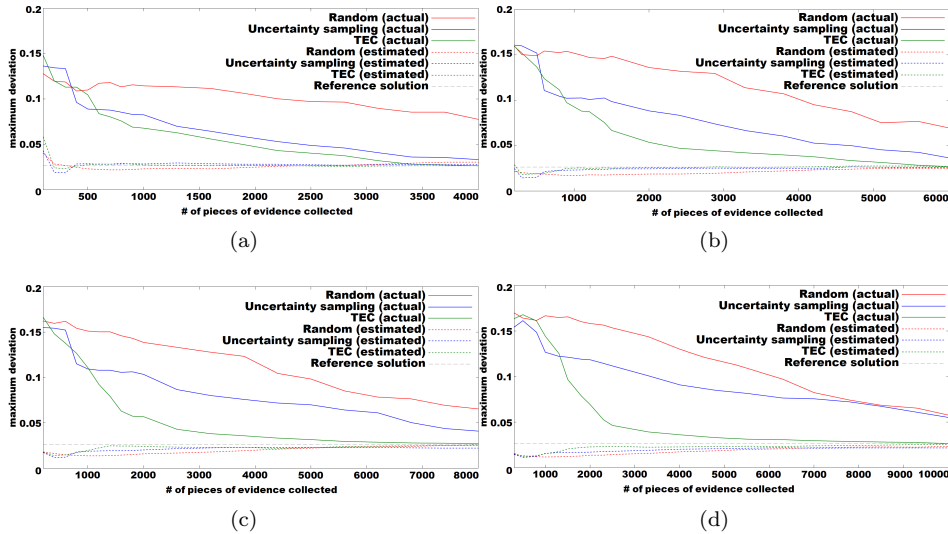 0.2
0.15
0.1
0.05
0
maximum deviation
Random (actual)
Uncertainty sampling (actual)
TEC (actual)
Random (estimated)
Uncertainty sampling (estimated)
TEC (estimated)
Reference solution
500 1000 1500 2000 2500 3000 3500 4000
# of pieces of evidence collected
(a)
0.2
0.15
0.1
0.05
0
maximum deviation
Random (actual)
Uncertainty sampling (actual)
TEC (actual)
Random (estimated)
Uncertainty sampling (estimated)
TEC (estimated)
Reference solution
1000 2000 3000 4000 5000 6000
# of pieces of evidence collected
(b)
0.2
0.15
0.1
0.05
0
maximum deviation
Random (actual)
Uncertainty sampling (actual)
TEC (actual)
Random (estimated)
Uncertainty sampling (estimated)
TEC (estimated)
Reference solution
1000 2000 3000 4000 5000 6000 7000 8000
# of pieces of evidence collected
(c)
0.2
0.15
0.1
0.05
0
maximum deviation
Random (actual)
Uncertainty sampling (actual)
TEC (actual)
Random (estimated)
Uncertainty sampling (estimated)
TEC (estimated)
Reference solution
1000 2000 3000 4000 5000 6000 7000 8000 9000 10000
# of pieces of evidence collected
(d)